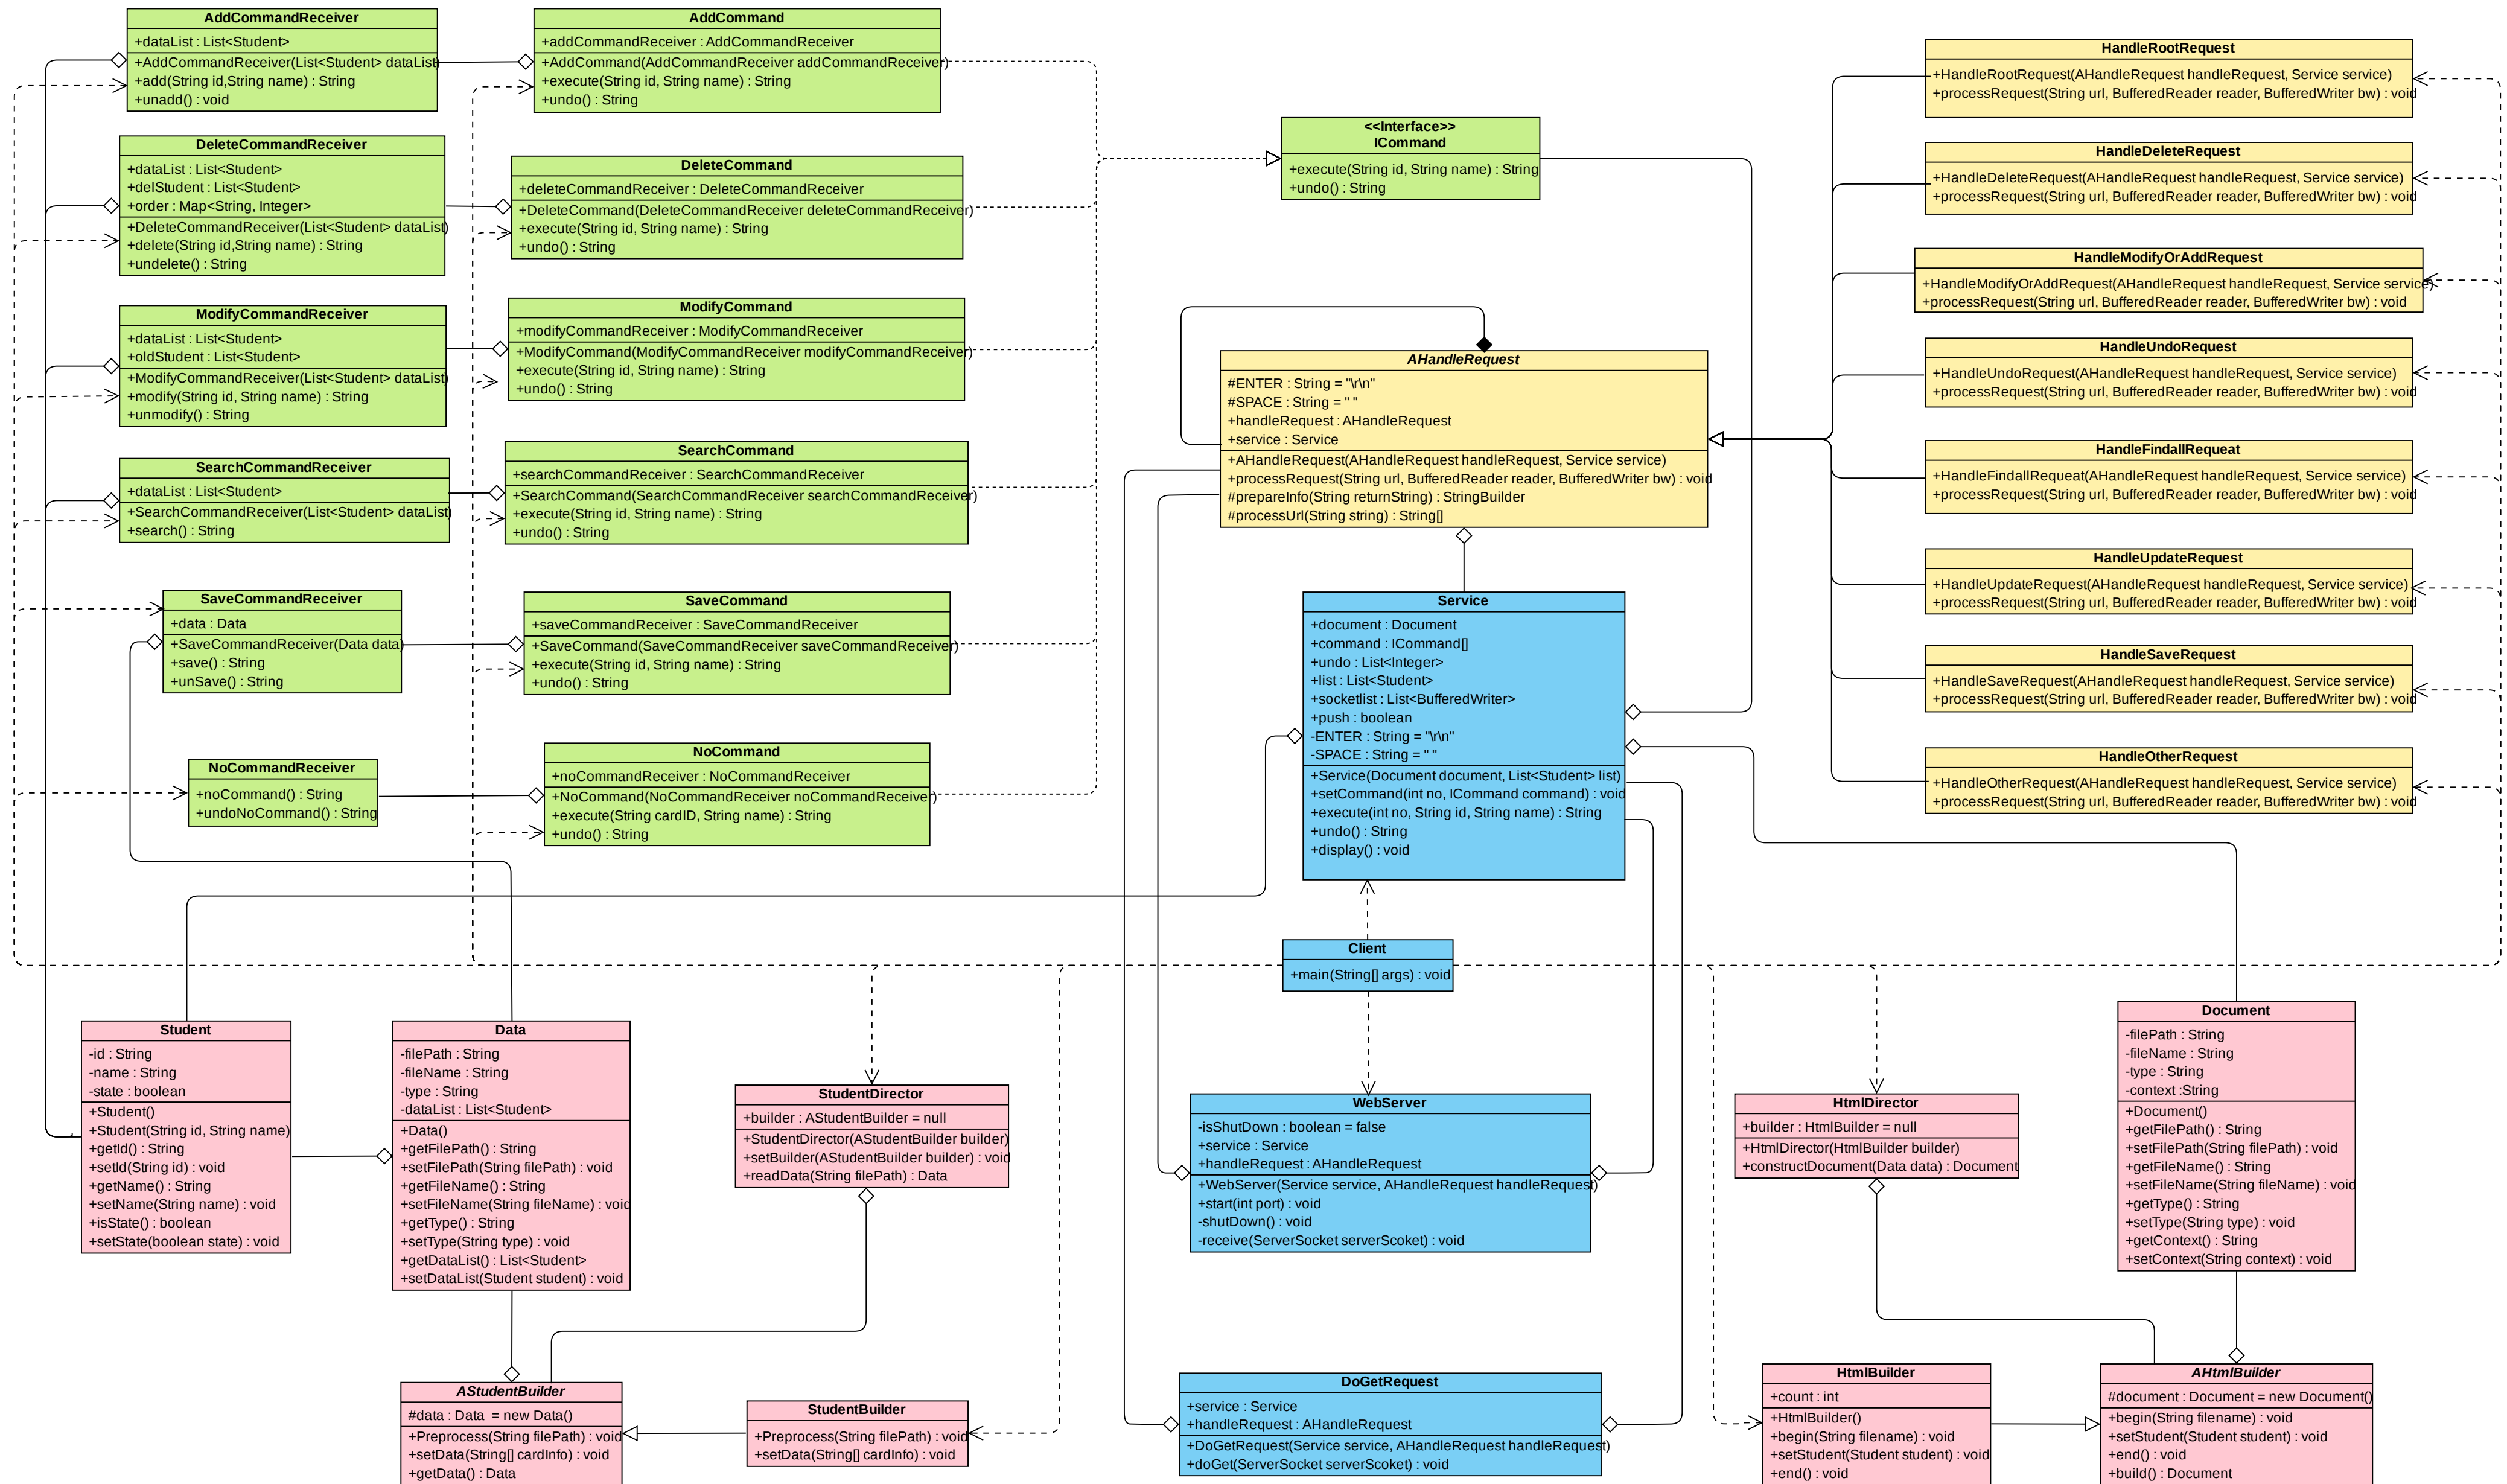 AddCommandReceiver
+dataList : List<Student>
+AddCommandReceiver(List<Student> dataList)
+add(String id,String name) : String
+unadd() : void
AddCommand
+addCommandReceiver : AddCommandReceiver
+AddCommand(AddCommandReceiver addCommandReceiver)
+execute(String id, String name) : String
+undo() : String
DeleteCommandReceiver
+dataList : List<Student>
+delStudent : List<Student>
+order : Map<String, Integer>
+DeleteCommandReceiver(List<Student> dataList)
+delete(String id,String name) : String
+undelete() : String
DeleteCommand
+deleteCommandReceiver : DeleteCommandReceiver
+DeleteCommand(DeleteCommandReceiver deleteCommandReceiver)
+execute(String id, String name) : String
+undo() : String
ModifyCommandReceiver
+dataList : List<Student>
+oldStudent : List<Student>
+ModifyCommandReceiver(List<Student> dataList)
+modify(String id, String name) : String
+unmodify() : String
ModifyCommand
+modifyCommandReceiver : ModifyCommandReceiver
+ModifyCommand(ModifyCommandReceiver modifyCommandReceiver)
+execute(String id, String name) : String
+undo() : String
SearchCommandReceiver
+dataList : List<Student>
+SearchCommandReceiver(List<Student> dataList)
+search() : String
SearchCommand
+searchCommandReceiver : SearchCommandReceiver
+SearchCommand(SearchCommandReceiver searchCommandReceiver)
+execute(String id, String name) : String
+undo() : String
SaveCommandReceiver
+data : Data
+SaveCommandReceiver(Data data)
+save() : String
+unSave() : String
SaveCommand
+saveCommandReceiver : SaveCommandReceiver
+SaveCommand(SaveCommandReceiver saveCommandReceiver)
+execute(String id, String name) : String
+undo() : String
NoCommandReceiver
+noCommand() : String
+undoNoCommand() : String
NoCommand
+noCommandReceiver : NoCommandReceiver
+NoCommand(NoCommandReceiver noCommandReceiver)
+execute(String cardID, String name) : String
+undo() : String
<<Interface>>
ICommand
+execute(String id, String name) : String
+undo() : String
AHandleRequest
#ENTER : String = "\r\n"
#SPACE : String = " "
+handleRequest : AHandleRequest
+service : Service
+AHandleRequest(AHandleRequest handleRequest, Service service)
+processRequest(String url, BufferedReader reader, BufferedWriter bw) : void
#prepareInfo(String returnString) : StringBuilder
#processUrl(String string) : String[]
Service
+document : Document
+command : ICommand[]
+undo : List<Integer>
+list : List<Student>
+socketlist : List<BufferedWriter>
+push : boolean
-ENTER : String = "\r\n"
-SPACE : String = " "
+Service(Document document, List<Student> list)
+setCommand(int no, ICommand command) : void
+execute(int no, String id, String name) : String
+undo() : String
+display() : void
Client
+main(String[] args) : void
HandleRootRequest
+HandleRootRequest(AHandleRequest handleRequest, Service service)
+processRequest(String url, BufferedReader reader, BufferedWriter bw) : void
HandleDeleteRequest
+HandleDeleteRequest(AHandleRequest handleRequest, Service service)
+processRequest(String url, BufferedReader reader, BufferedWriter bw) : void
HandleModifyOrAddRequest
+HandleModifyOrAddRequest(AHandleRequest handleRequest, Service service)
+processRequest(String url, BufferedReader reader, BufferedWriter bw) : void
HandleUndoRequest
+HandleUndoRequest(AHandleRequest handleRequest, Service service)
+processRequest(String url, BufferedReader reader, BufferedWriter bw) : void
HandleFindallRequeat
+HandleFindallRequeat(AHandleRequest handleRequest, Service service)
+processRequest(String url, BufferedReader reader, BufferedWriter bw) : void
HandleUpdateRequest
+HandleUpdateRequest(AHandleRequest handleRequest, Service service)
+processRequest(String url, BufferedReader reader, BufferedWriter bw) : void
HandleSaveRequest
+HandleSaveRequest(AHandleRequest handleRequest, Service service)
+processRequest(String url, BufferedReader reader, BufferedWriter bw) : void
HandleOtherRequest
+HandleOtherRequest(AHandleRequest handleRequest, Service service)
+processRequest(String url, BufferedReader reader, BufferedWriter bw) : void
Student
-id : String
-name : String
-state : boolean
+Student()
+Student(String id, String name)
+getId() : String
+setId(String id) : void
+getName() : String
+setName(String name) : void
+isState() : boolean
+setState(boolean state) : void
Data
-filePath : String
-fileName : String
-type : String
-dataList : List<Student>
+Data()
+getFilePath() : String
+setFilePath(String filePath) : void
+getFileName() : String
+setFileName(String fileName) : void
+getType() : String
+setType(String type) : void
+getDataList() : List<Student>
+setDataList(Student student) : void
StudentDirector
+builder : AStudentBuilder = null
+StudentDirector(AStudentBuilder builder)
+setBuilder(AStudentBuilder builder) : void
+readData(String filePath) : Data
WebServer
-isShutDown : boolean = false
+service : Service
+handleRequest : AHandleRequest
+WebServer(Service service, AHandleRequest handleRequest)
+start(int port) : void
-shutDown() : void
-receive(ServerSocket serverScoket) : void
HtmlDirector
+builder : HtmlBuilder = null
+HtmlDirector(HtmlBuilder builder)
+constructDocument(Data data) : Document
Document
-filePath : String
-fileName : String
-type : String
-context :String
+Document()
+getFilePath() : String
+setFilePath(String filePath) : void
+getFileName() : String
+setFileName(String fileName) : void
+getType() : String
+setType(String type) : void
+getContext() : String
+setContext(String context) : void
AStudentBuilder
#data : Data = new Data()
+Preprocess(String filePath) : void
+setData(String[] cardInfo) : void
+getData() : Data
StudentBuilder
+Preprocess(String filePath) : void
+setData(String[] cardInfo) : void
DoGetRequest
+service : Service
+handleRequest : AHandleRequest
+DoGetRequest(Service service, AHandleRequest handleRequest)
+doGet(ServerSocket serverScoket) : void
HtmlBuilder
+count : int
+HtmlBuilder()
+begin(String filename) : void
+setStudent(Student student) : void
+end() : void
AHtmlBuilder
#document : Document = new Document()
+begin(String filename) : void
+setStudent(Student student) : void
+end() : void
+build() : Document